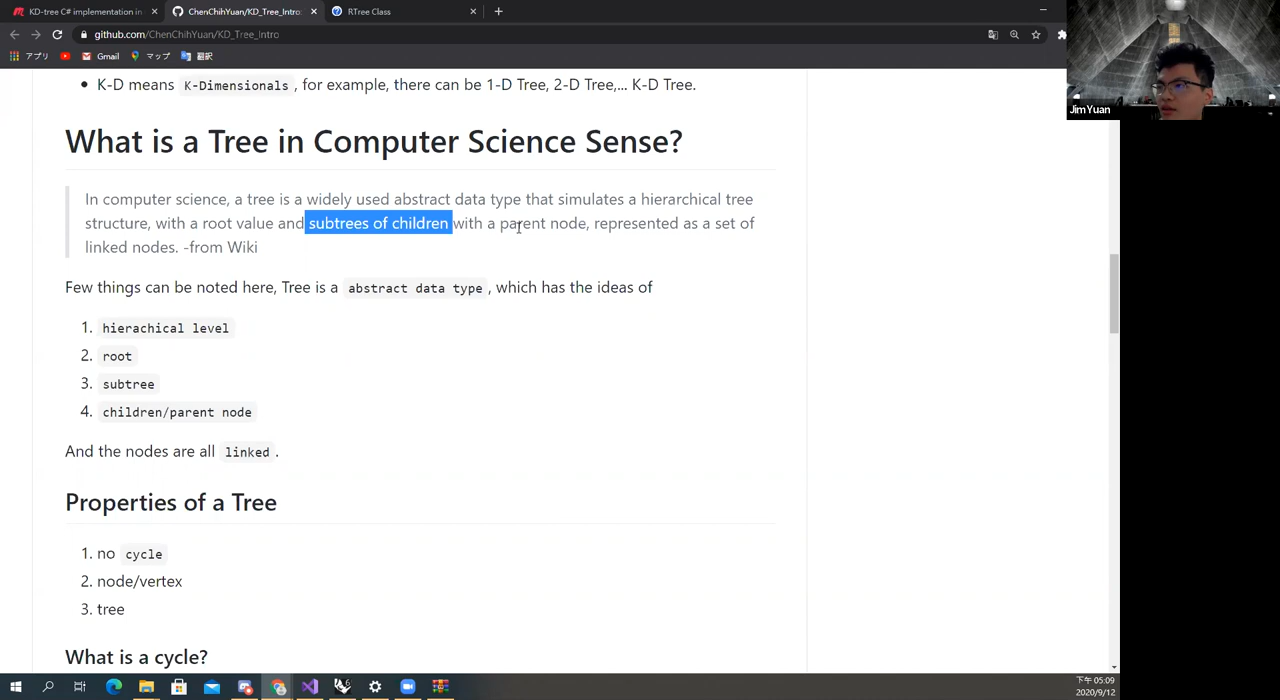 KD-tree C# implementation in
ChenChihYuan/KD_Tree_Intro:
RTree Class
github.com/ChenChihYuan/KD_Tree_Intro
アプリ
Gmail
マップ
翻訳
JimYuan
K-D means K-Dimensionals , for example, there can be 1-D Tree, 2-D Tree,... K-D Tree.
What is a Tree in Computer Science Sense?
In computer science, a tree is a widely used abstract data type that simulates a hierarchical tree
structure, with a root value and subtrees of children with a parent node, represented as a set of
linked nodes. -from Wiki
Few things can be noted here, Tree is a abstract data type , which has the ideas of
1. hierachical level
2. root
3. subtree
4. children/parent node
And the nodes are all linked .
Properties of a Tree
1. no cycle
2. node/vertex
3. tree
What is a cycle?
下午 05:09
2020/9/12